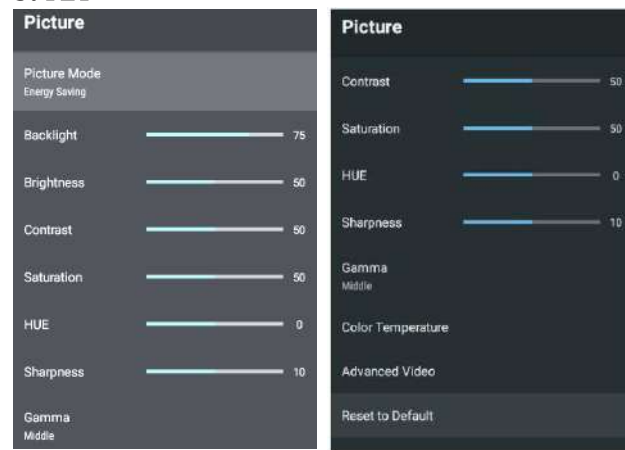 Picture
Picture Mode
Energy Saving
Backlight 75
Brightness 50
Contrast 50
Saturation 50
HUE 0
Sharpness 10
Gamma
Middle
Picture
Contrast 50
Saturation 50
HUE 0
Sharpness 10
Gamma
Middle
Color Temperature
Advanced Video
Reset to Default